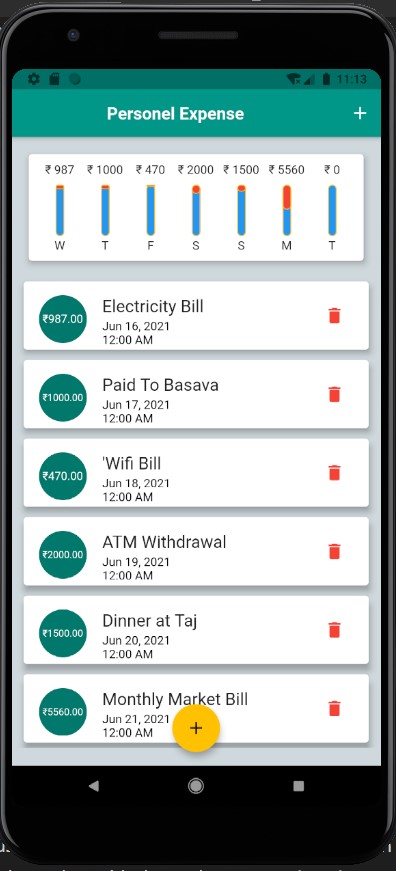 11:13
Personel Expense
₹ 987 ₹ 1000 ₹ 470 ₹ 2000 ₹ 1500 ₹ 5560 ₹ 0
W T F S S M T
₹987.00
Electricity Bill
Jun 16, 2021
12:00 AM
₹1000.00
Paid To Basava
Jun 17, 2021
12:00 AM
₹470.00
'Wifi Bill
Jun 18, 2021
12:00 AM
₹2000.00
ATM Withdrawal
Jun 19, 2021
12:00 AM
₹1500.00
Dinner at Taj
Jun 20, 2021
12:00 AM
₹5560.00
Monthly Market Bill
Jun 21, 2021
12:00 AM